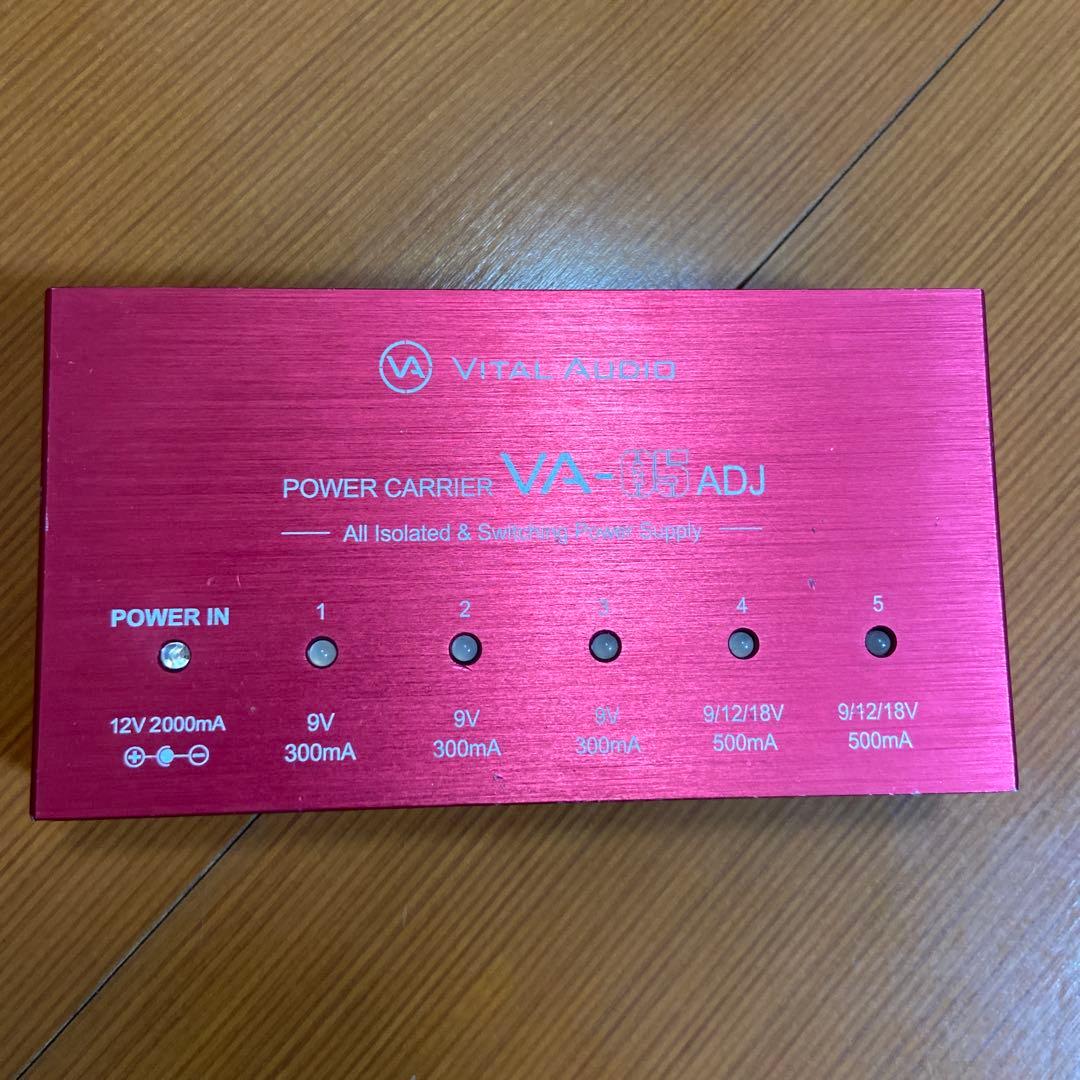 VA VITAL AUDIO
POWER CARRIER VA-05 ADJ
All Isolated & Switching Power Supply
POWER IN 1 2 3 4 5
12V 2000mA 9V 9V 9V 9/12/18V 9/12/18V
300mA 300mA 300mA 500mA 500mA